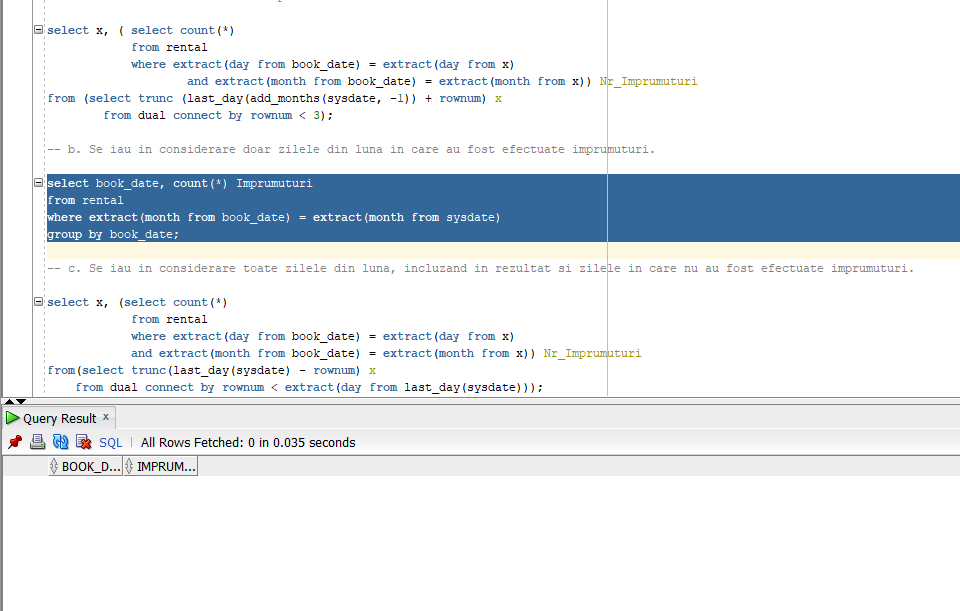 select x, ( select count(*)
from rental
where extract(day from book_date) = extract(day from x)
and extract(month from book_date) = extract(month from x)) Nr_Imprumuturi
from (select trunc (last_day(add_months(sysdate, -1)) + rownum) x
from dual connect by rownum < 3);
-- b. Se iau in considerare doar zilele din luna in care au fost efectuate imprumuturi.
select book_date, count(*) Imprumuturi
from rental
where extract(month from book_date) = extract(month from sysdate)
group by book_date;
-- c. Se iau in considerare toate zilele din luna, incluzand in rezultat si zilele in care nu au fost efectuate imprumuturi.
select x, (select count(*)
from rental
where extract(day from book_date) = extract(day from x)
and extract(month from book_date) = extract(month from x)) Nr_Imprumuturi
from(select trunc(last_day(sysdate) - rownum) x
from dual connect by rownum < extract(day from last_day(sysdate)));
Query Result x
SQL | All Rows Fetched: 0 in 0.035 seconds
BOOK_D... IMPRUM...